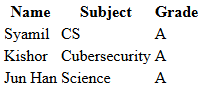 Name Subject Grade
Syamil CS A
Kishor Cubersecurity A
Jun Han Science A